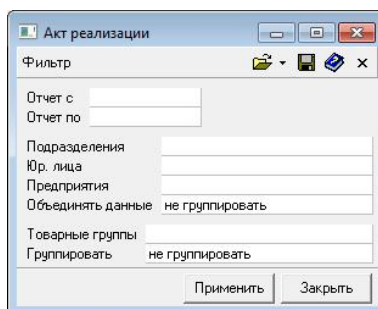 Акт реализации
Фильтр
Отчет с
Отчет по
Подразделения
Юр. лица
Предприятия
Объединять данные не группировать
Товарные группы
Группировать не группировать
Применить Закрыть